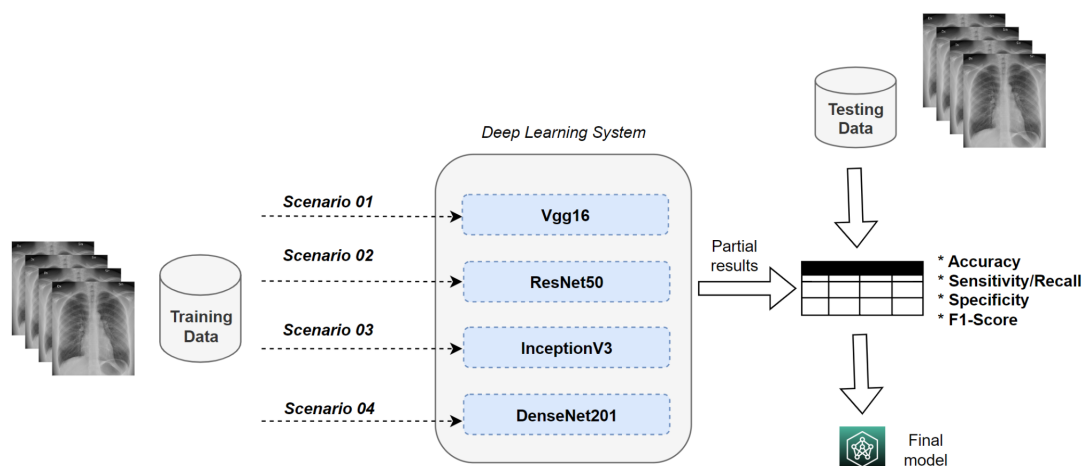 Testing
Data
Deep Learning System
Scenario 01
Vgg16
Scenario 02
ResNet50
Scenario 03
InceptionV3
Scenario 04
DenseNet201
Training
Data
Partial
results
* Accuracy
* Sensitivity/Recall
* Specificity
* F1-Score
Final
model